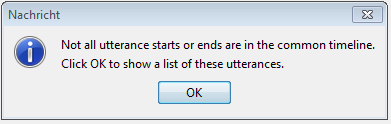 Nachricht
Not all utterance starts or ends are in the common timeline.
Click OK to show a list of these utterances.
OK